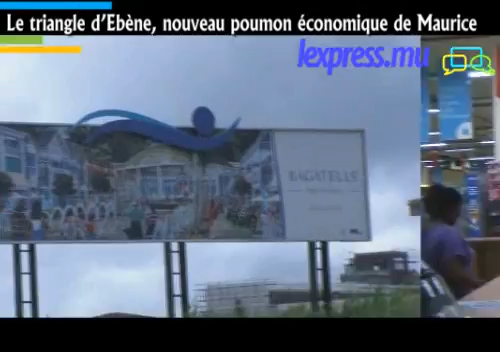 Le triangle d'Ebène, nouveau poumon économique de Maurice
lexpress.mu
BAGATELLE